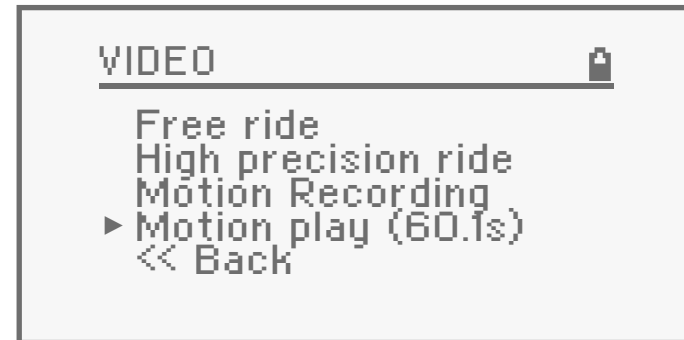 VIDEO
Free ride
High precision ride
Motion Recording
Motion play (60.1s)
<< Back